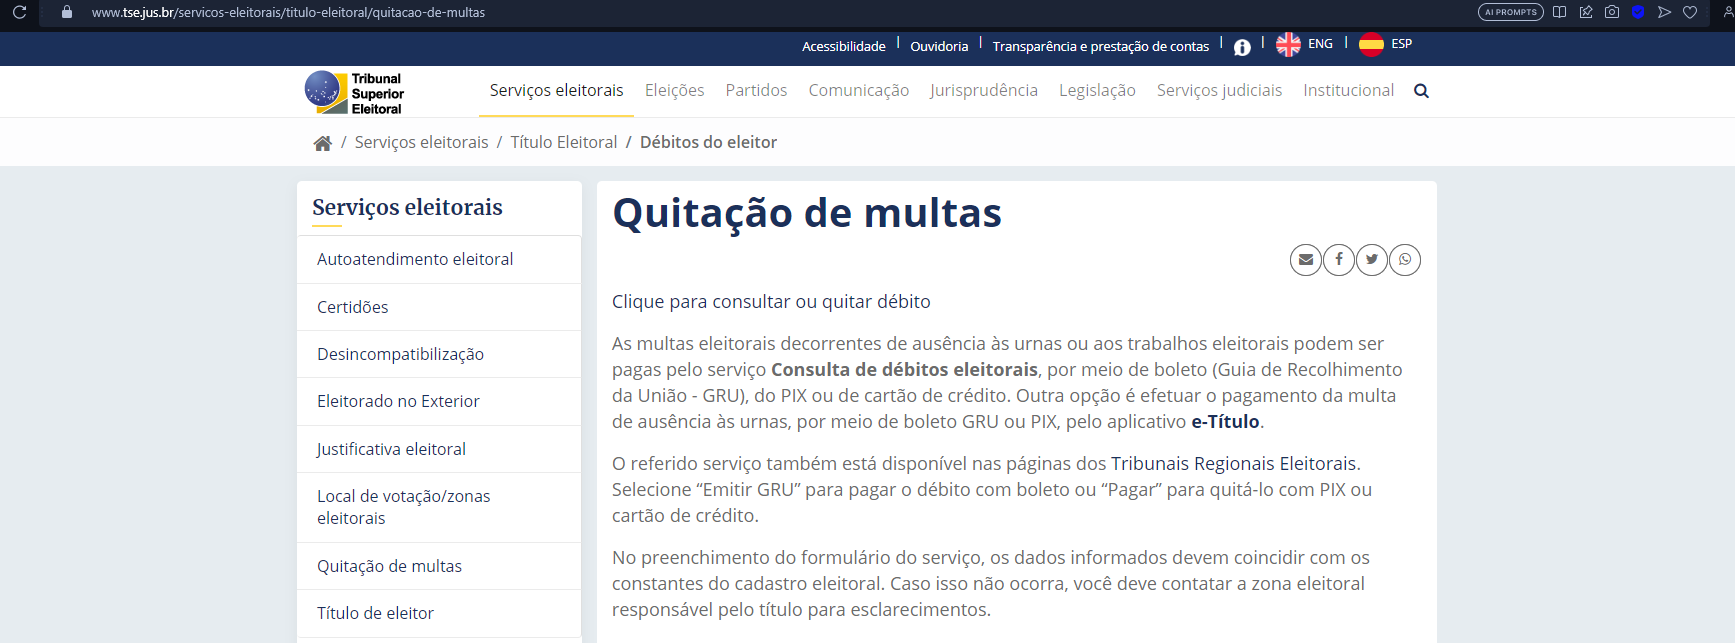 www.tse.jus.br/servicos-eleitorais/titulo-eleitoral/quitacao-de-multas
AI PROMPTS
Acessibilidade
Ouvidoria
Transparência e prestação de contas
ENG
ESP
Tribunal
Superior
Eleitoral
Serviços eleitorais
Eleições
Partidos
Comunicação
Jurisprudência
Legislação
Serviços judiciais
Institucional
/ Serviços eleitorais / Título Eleitoral / Débitos do eleitor
Serviços eleitorais
Autoatendimento eleitoral
Certidões
Desincompatibilização
Eleitorado no Exterior
Justificativa eleitoral
Local de votação/zonas
eleitorais
Quitação de multas
Título de eleitor
Quitação de multas
Clique para consultar ou quitar débito
As multas eleitorais decorrentes de ausência às urnas ou aos trabalhos eleitorais podem ser
pagas pelo serviço Consulta de débitos eleitorais, por meio de boleto (Guia de Recolhimento
da União - GRU), do PIX ou de cartão de crédito. Outra opção é efetuar o pagamento da multa
de ausência às urnas, por meio de boleto GRU ou PIX, pelo aplicativo e-Título.
O referido serviço também está disponível nas páginas dos Tribunais Regionais Eleitorais.
Selecione “Emitir GRU” para pagar o débito com boleto ou “Pagar” para quitá-lo com PIX ou
cartão de crédito.
No preenchimento do formulário do serviço, os dados informados devem coincidir com os
constantes do cadastro eleitoral. Caso isso não ocorra, você deve contatar a zona eleitoral
responsável pelo título para esclarecimentos.